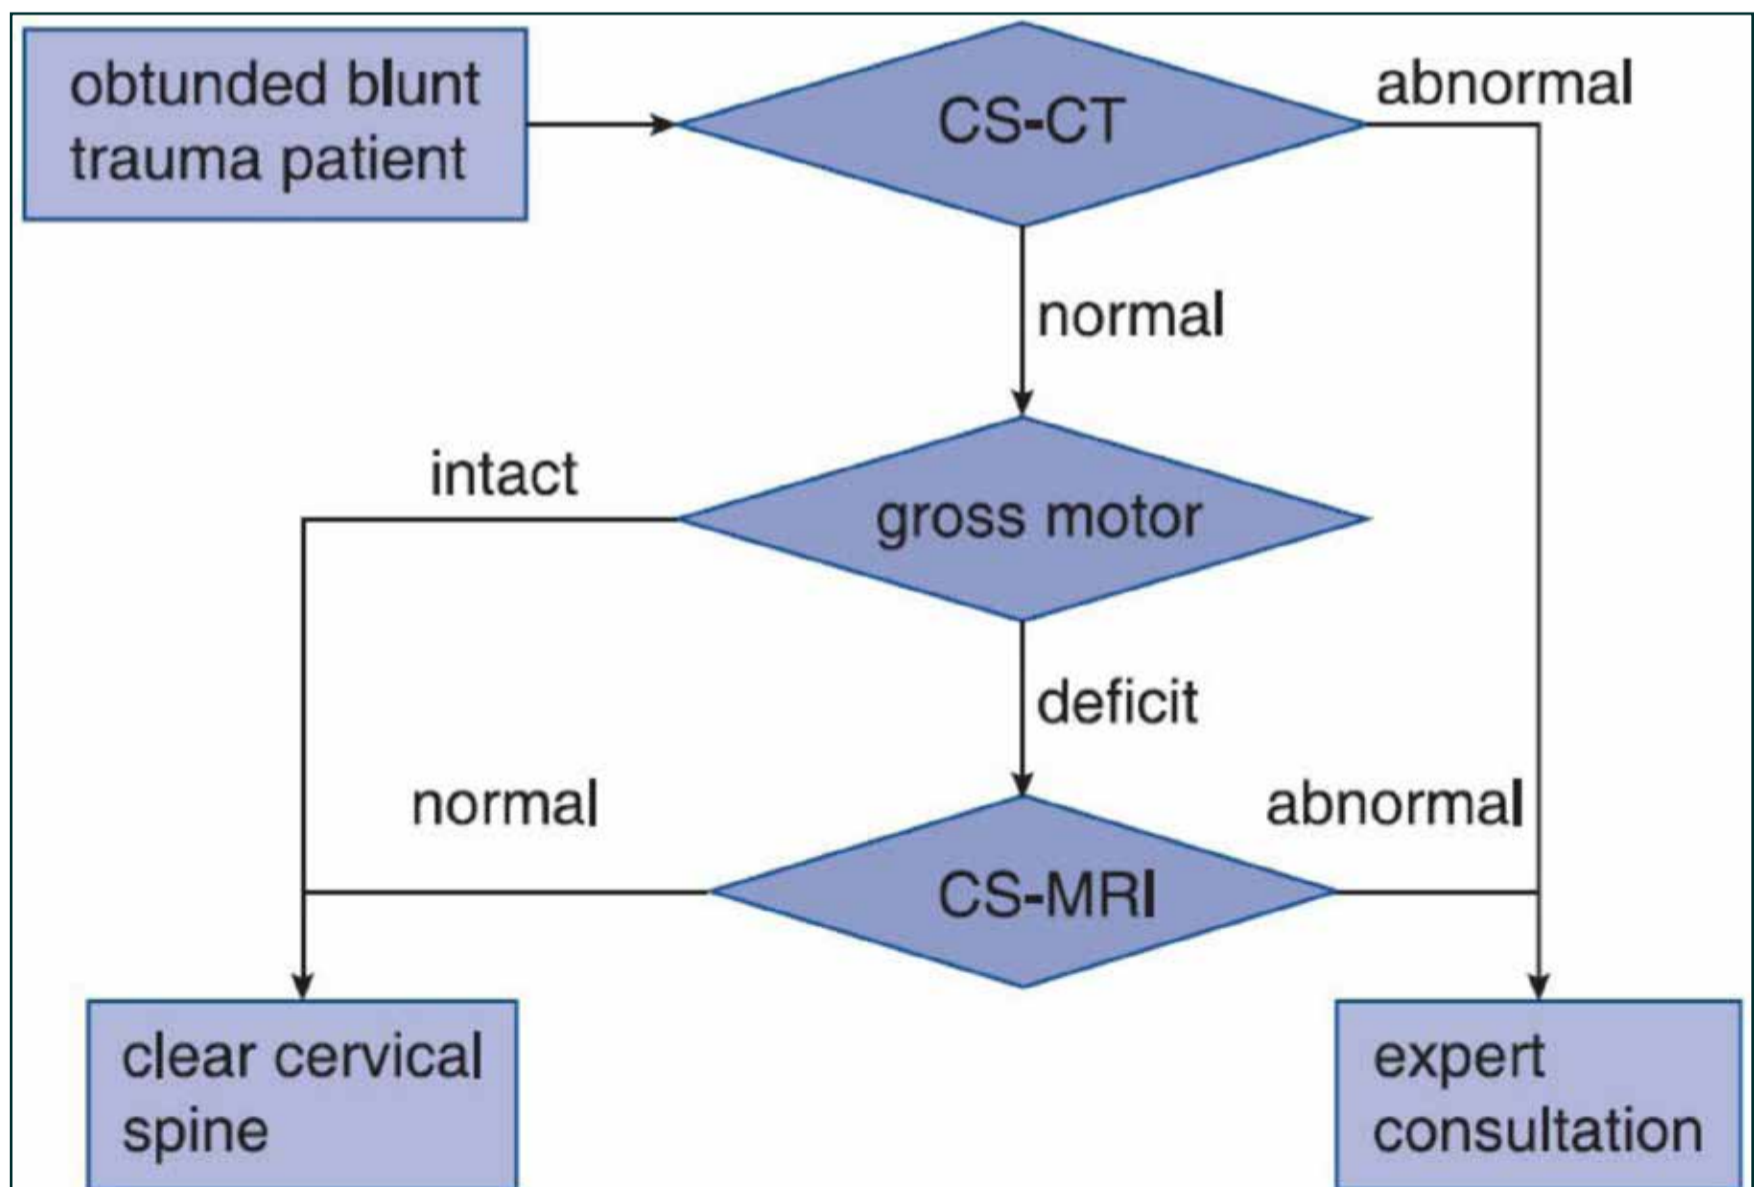 obtunded blunt
trauma patient
CS-CT
abnormal
normal
intact
gross motor
deficit
normal
abnormal
CS-MRI
clear cervical
spine
expert
consultation